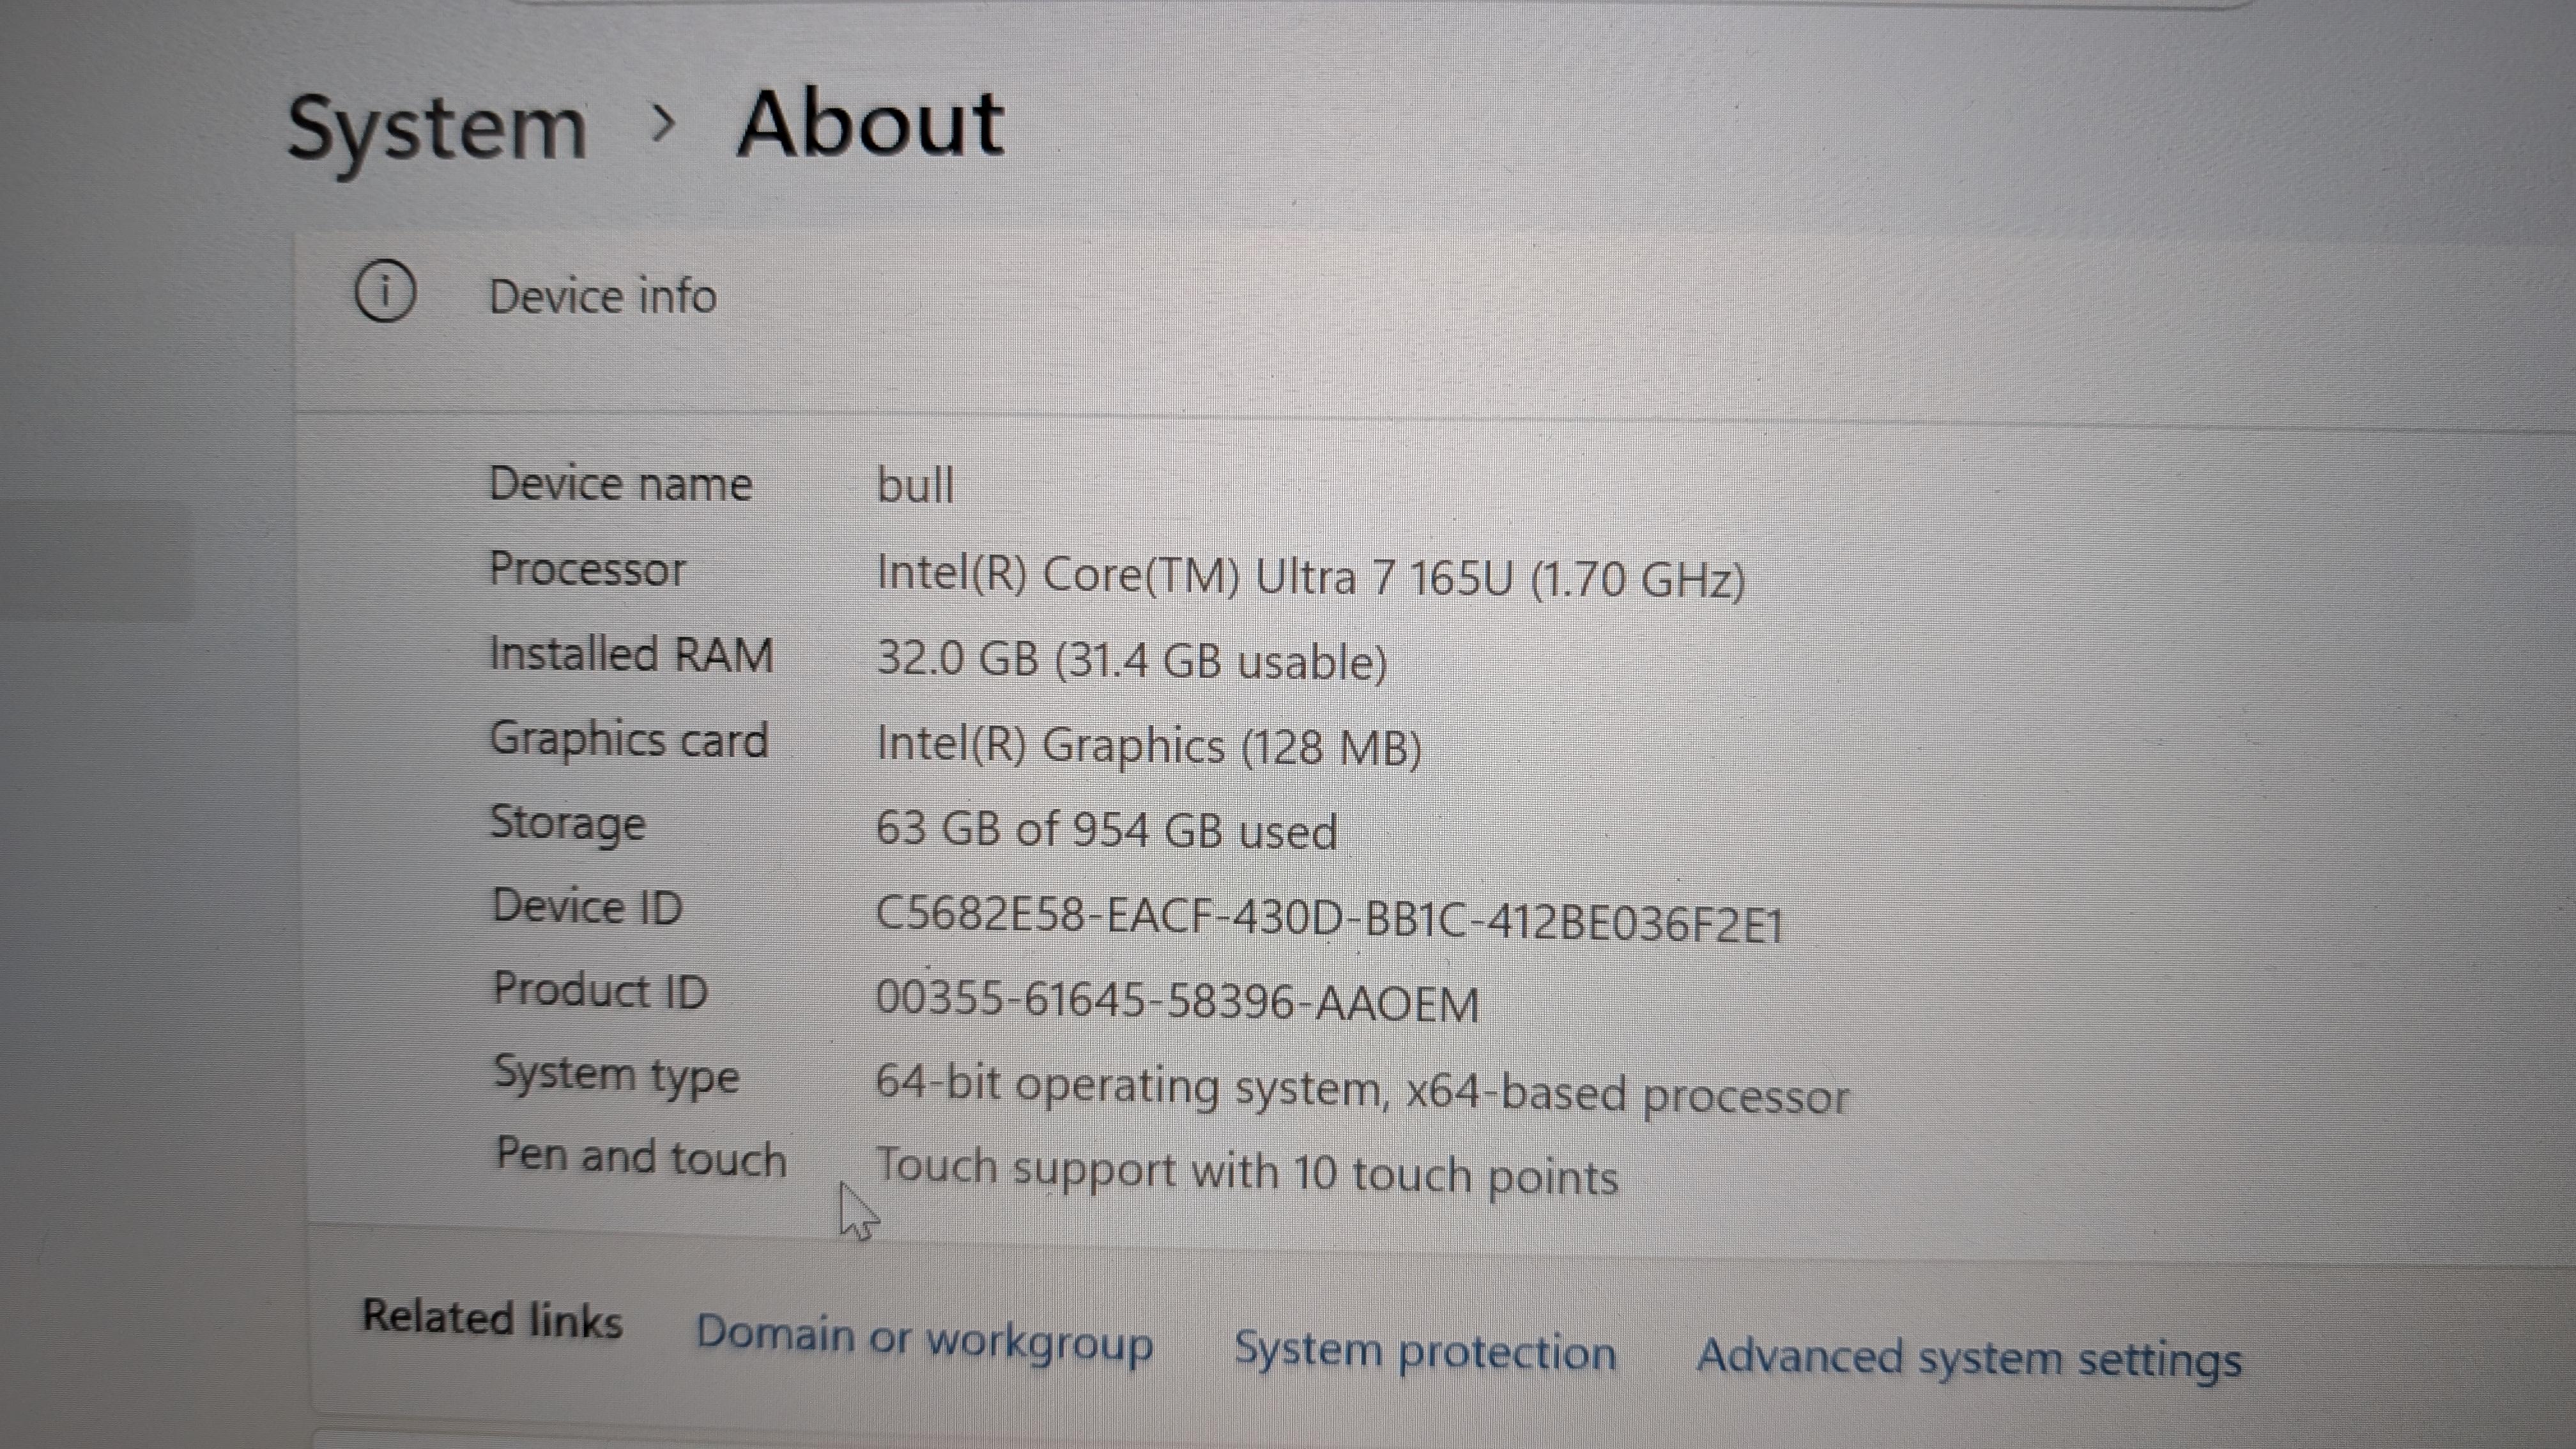 System > About
Device info
Device name bull
Processor Intel(R) Core(TM) Ultra 7 165U (1.70 GHz)
Installed RAM 32.0 GB (31.4 GB usable)
Graphics card Intel(R) Graphics (128 MB)
Storage 63 GB of 954 GB used
Device ID C5682E58-EACF-430D-BB1C-412BE036F2E1
Product ID 00355-61645-58396-AAOEM
System type 64-bit operating system, x64-based processor
Pen and touch Touch support with 10 touch points
Related links Domain or workgroup System protection Advanced system settings